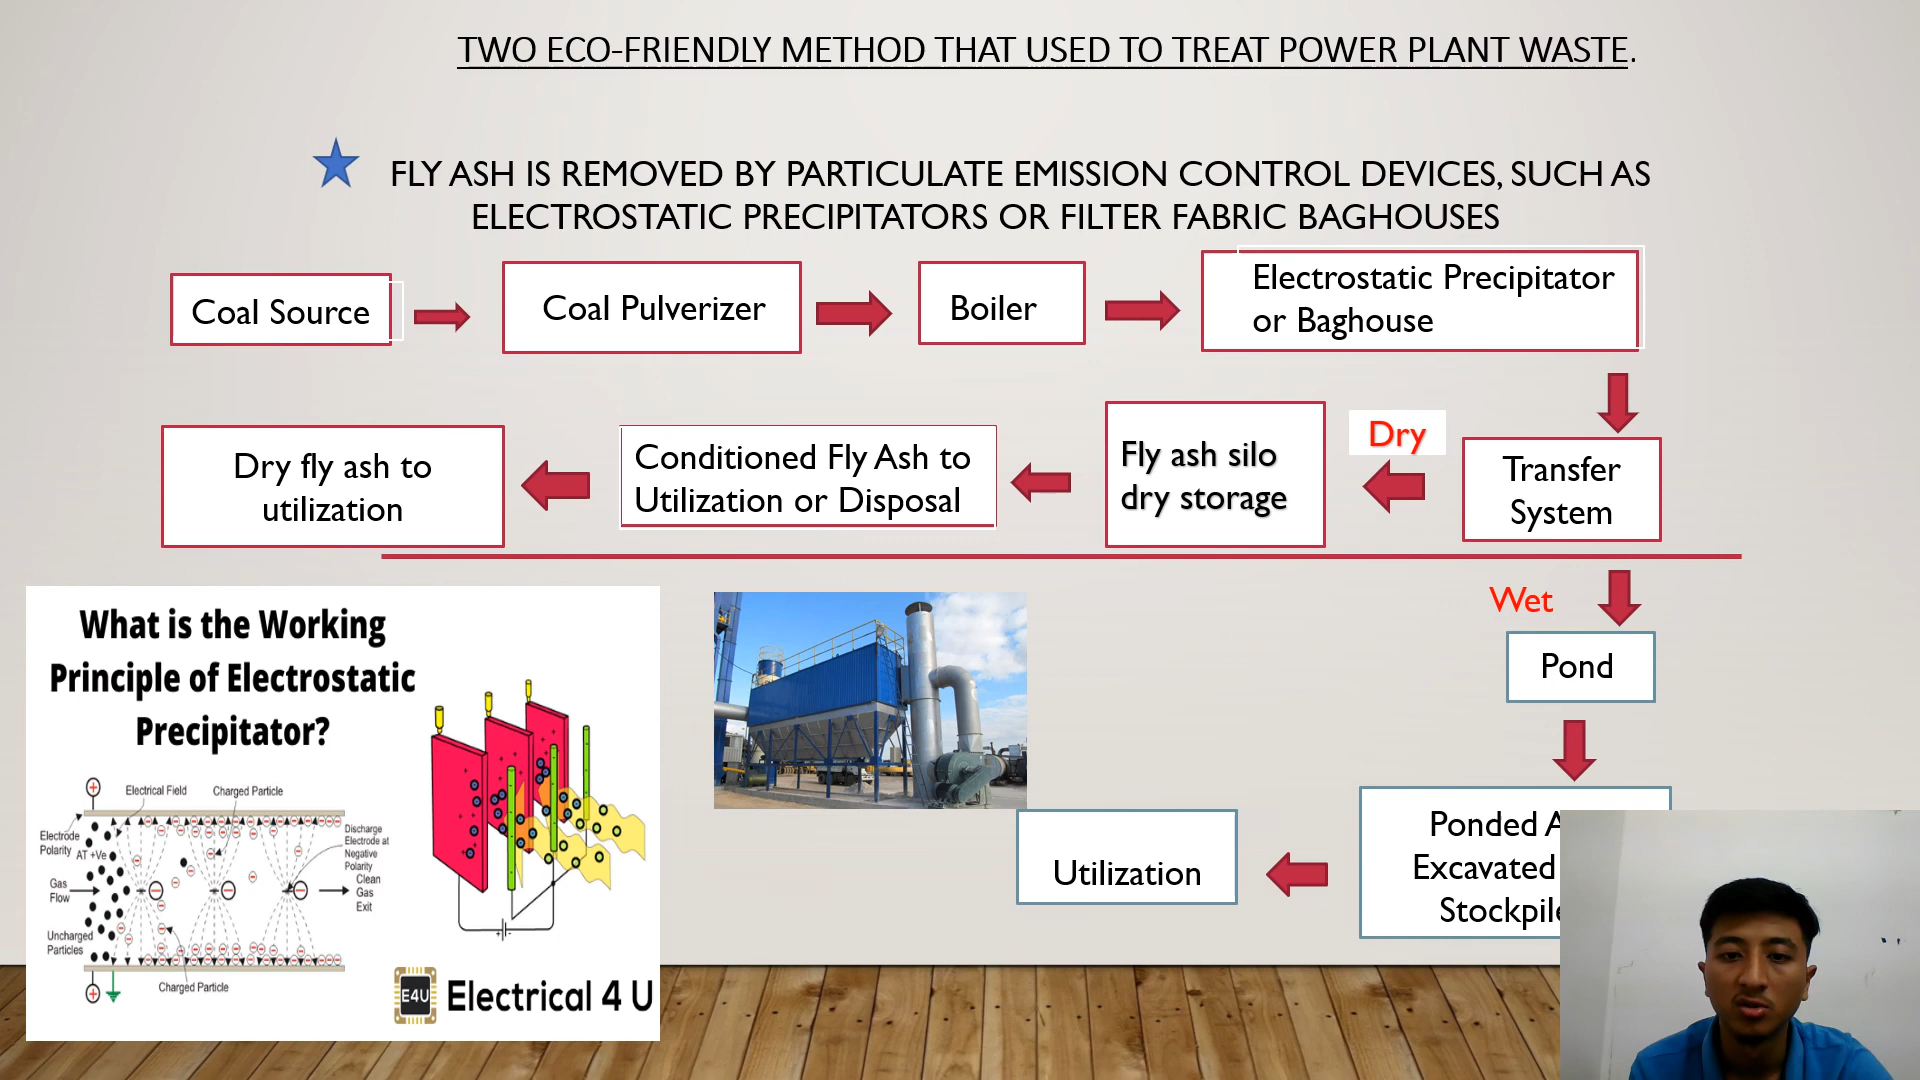 TWO ECO-FRIENDLY METHOD THAT USED TO TREAT POWER PLANT WASTE.
FLY ASH IS REMOVED BY PARTICULATE EMISSION CONTROL DEVICES, SUCH AS
ELECTROSTATIC PRECIPITATORS OR FILTER FABRIC BAGHOUSES
Coal Source
Coal Pulverizer
Boiler
Electrostatic Precipitator
or Baghouse
Dry fly ash to
utilization
Conditioned Fly Ash to
Utilization or Disposal
Fly ash silo
dry storage
Dry
Transfer
System
Wet
Pond
Ponded
Excavated
Utilization
What is the Working
Principle of Electrostatic
Precipitator?
Electrical Field
Charged Particle
Electrode
Polarity
AT +Ve
Discharge
Electrode at
Negative
Polarity
Gas
Flow
Clean
Gas
Exit
Uncharged
Particles
Charged Particle
E4U
Electrical 4 U